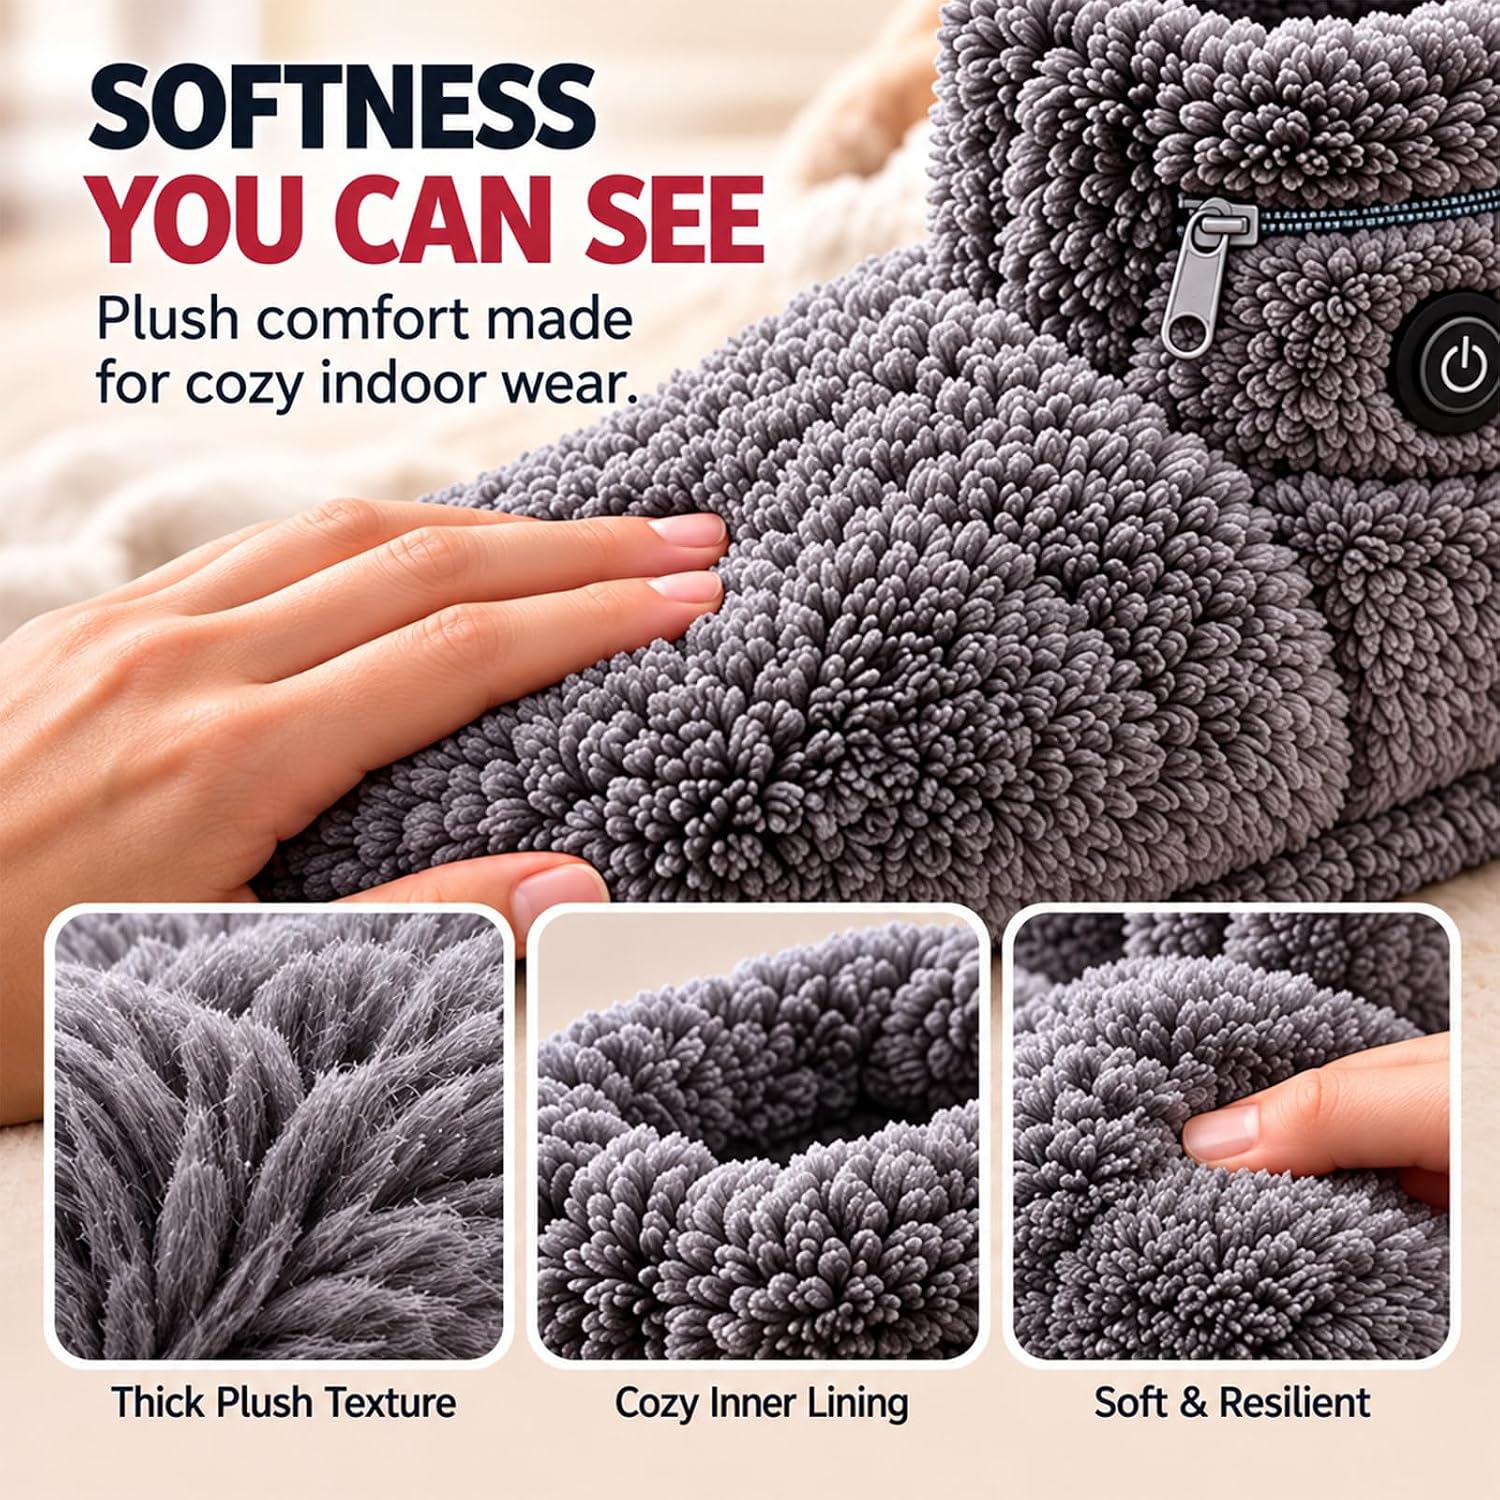 SOFTNESS
YOU CAN SEE
Plush comfort made
for cozy indoor wear.
Thick Plush Texture
Cozy Inner Lining
Soft & Resilient